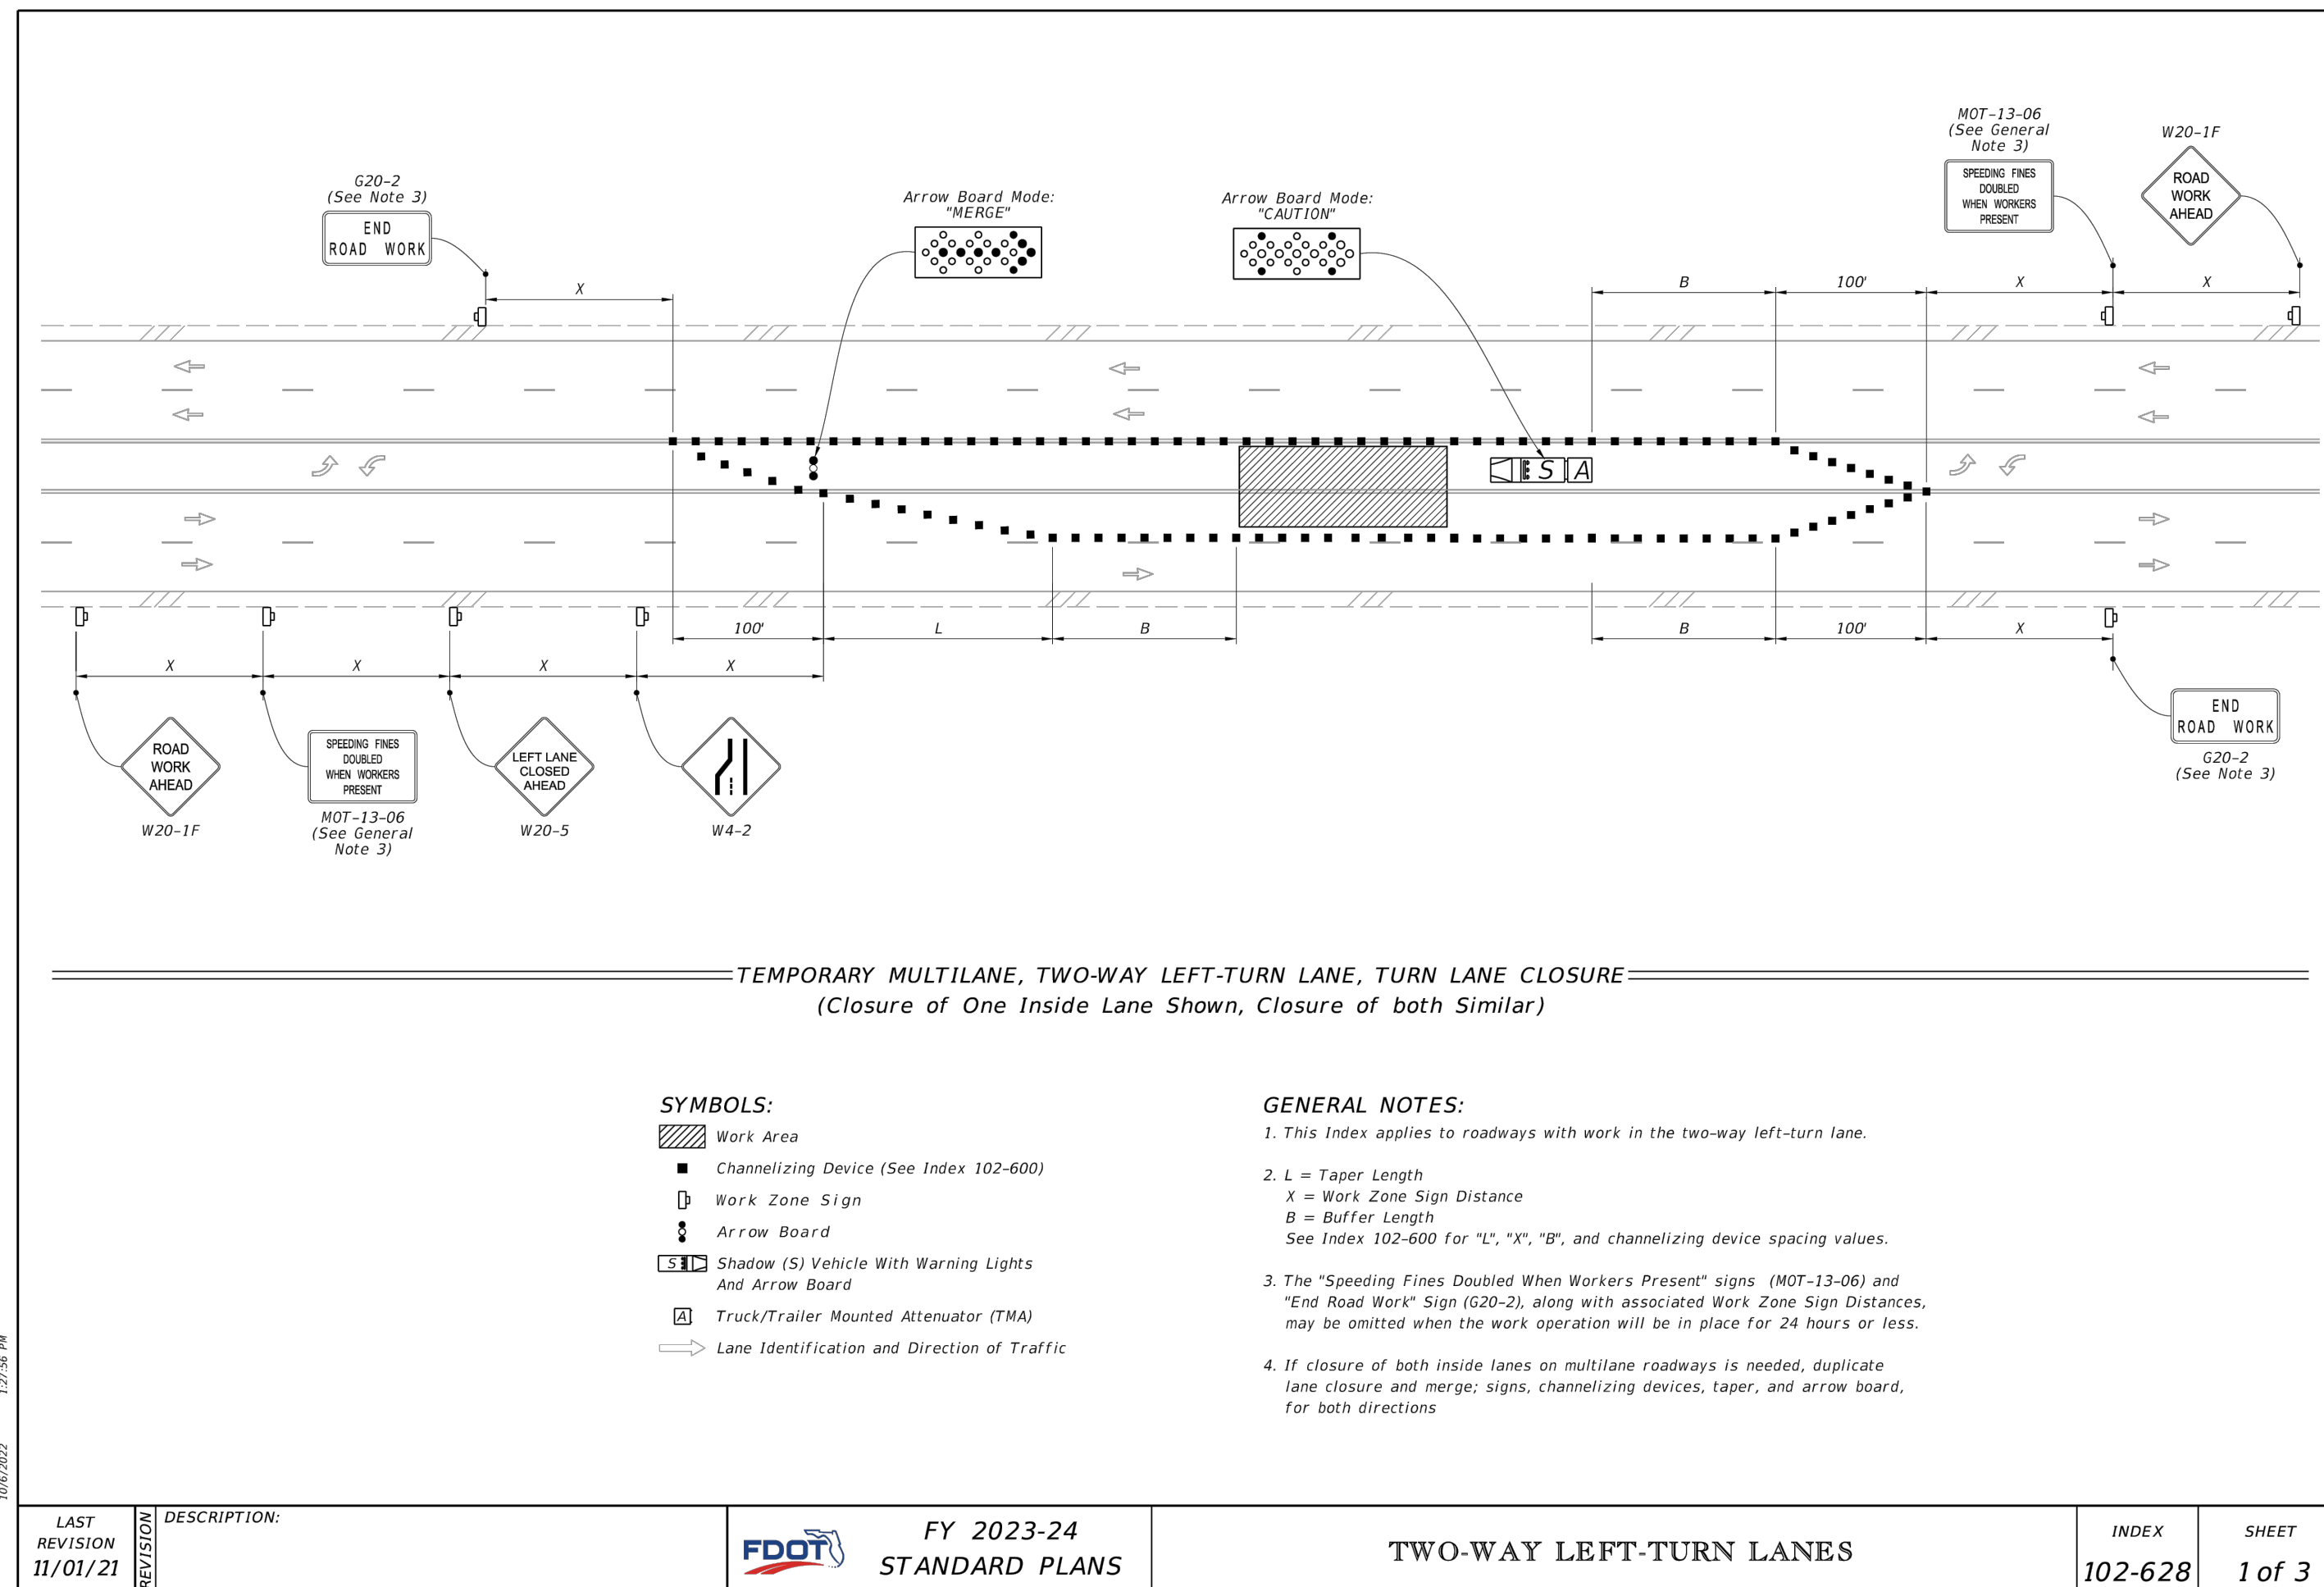 MOT-13-06
(See General
Note 3)
SPEEDING FINES
DOUBLED
WHEN WORKERS
PRESENT
W20-1F
ROAD
WORK
AHEAD
G20-2
(See Note 3)
END
ROAD WORK
Arrow Board Mode:
"MERGE"
Arrow Board Mode:
"CAUTION"
X
B
100'
X
X
S
A
100'
L
B
B
100'
X
X
X
X
X
ROAD
WORK
AHEAD
W20-1F
SPEEDING FINES
DOUBLED
WHEN WORKERS
PRESENT
MOT-13-06
(See General
Note 3)
LEFT LANE
CLOSED
AHEAD
W20-5
W4-2
END
ROAD WORK
G20-2
(See Note 3)
TEMPORARY MULTILANE, TWO-WAY LEFT-TURN LANE, TURN LANE CLOSURE
(Closure of One Inside Lane Shown, Closure of both Similar)
SYMBOLS:
Work Area
Channelizing Device (See Index 102-600)
Work Zone Sign
Arrow Board
S
Shadow (S) Vehicle With Warning Lights
And Arrow Board
A
Truck/Trailer Mounted Attenuator (TMA)
Lane Identification and Direction of Traffic
GENERAL NOTES:
1. This Index applies to roadways with work in the two-way left-turn lane.
2. L = Taper Length
X = Work Zone Sign Distance
B = Buffer Length
See Index 102-600 for "L", "X", "B", and channelizing device spacing values.
3. The "Speeding Fines Doubled When Workers Present" signs (MOT-13-06) and
"End Road Work" Sign (G20-2), along with associated Work Zone Sign Distances,
may be omitted when the work operation will be in place for 24 hours or less.
4. If closure of both inside lanes on multilane roadways is needed, duplicate
lane closure and merge; signs, channelizing devices, taper, and arrow board,
for both directions
10/6/2022 1:27:56 PM
LAST
REVISION
11/01/21
REVISION
DESCRIPTION:
FDOT
FY 2023-24
STANDARD PLANS
TWO-WAY LEFT-TURN LANES
INDEX
102-628
SHEET
1 of 3